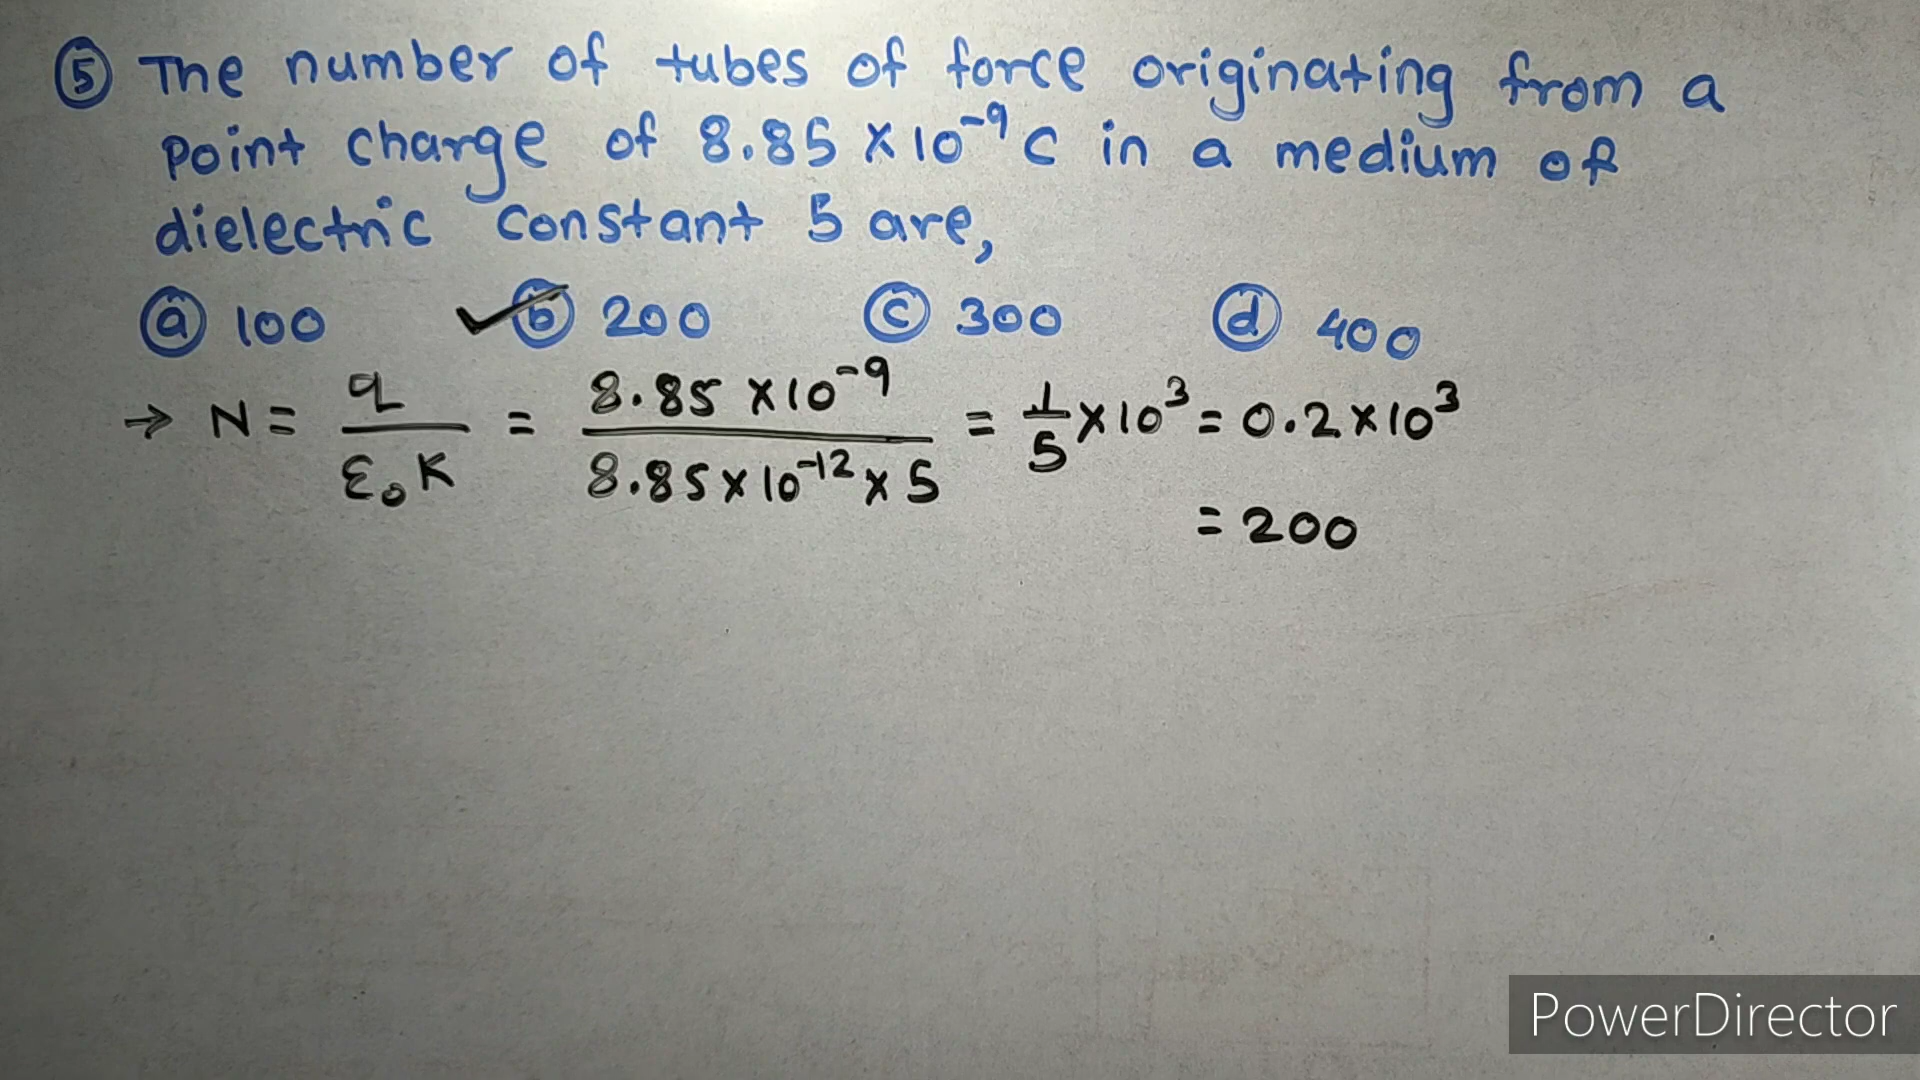 ⑤ The number of tubes of force originating from a
point charge of 8.85 × 10⁻⁹ C in a medium of
dielectric constant 5 are,
ⓐ 100 ✓ⓑ 200 ⓒ 300 ⓓ 400
→ N = q / ε₀K = 8.85 × 10⁻⁹ / 8.85 × 10⁻¹² × 5 = 1/5 × 10³ = 0.2 × 10³
= 200
PowerDirector